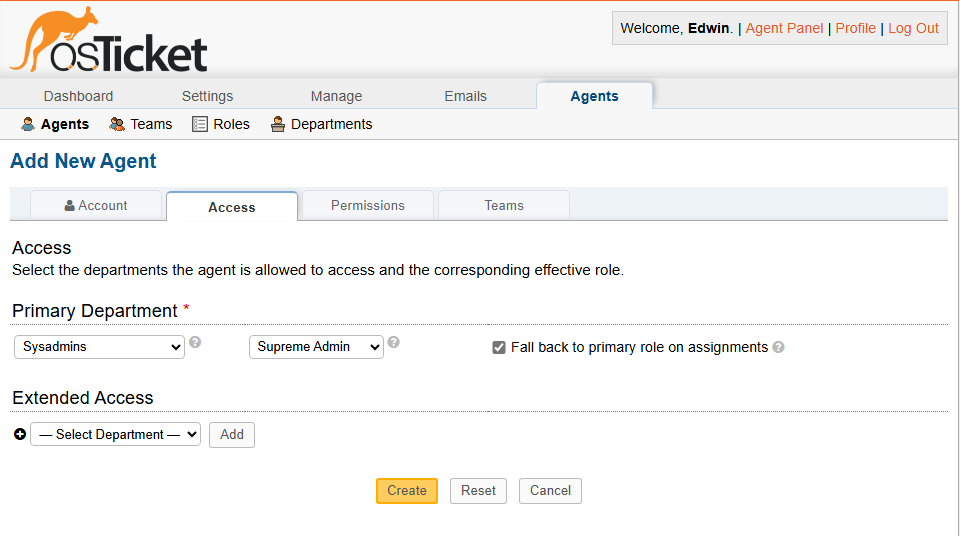 osTicket
Welcome, Edwin. | Agent Panel | Profile | Log Out
Dashboard Settings Manage Emails Agents
Agents Teams Roles Departments
Add New Agent
Account Access Permissions Teams
Access
Select the departments the agent is allowed to access and the corresponding effective role.
Primary Department *
Sysadmins ? Supreme Admin ? Fall back to primary role on assignments ?
Extended Access
— Select Department — Add
Create Reset Cancel